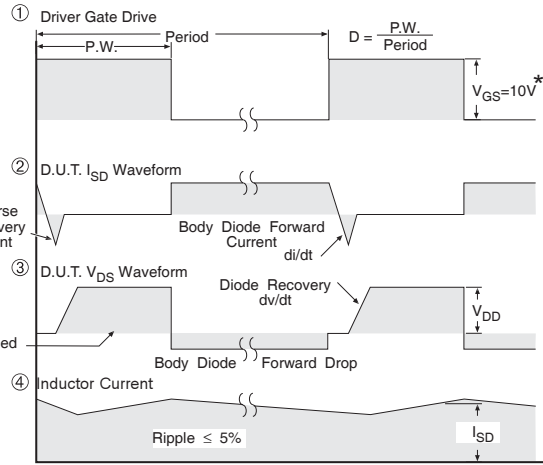 ① Driver Gate Drive
P.W.
Period
D = P.W. / Period
VGS=10V*
② D.U.T. ISD Waveform
Body Diode Forward
Current
di/dt
③ D.U.T. VDS Waveform
Diode Recovery
dv/dt
VDD
Body Diode Forward Drop
④ Inductor Current
Ripple ≤ 5%
ISD